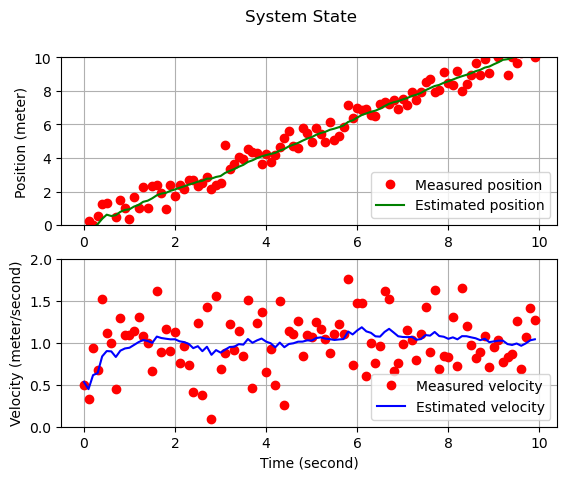 System State
Position (meter)
10
8
6
4
2
0
0
2
4
6
8
10
Measured position
Estimated position
Velocity (meter/second)
2.0
1.5
1.0
0.5
0.0
0
2
4
6
8
10
Measured velocity
Estimated velocity
Time (second)